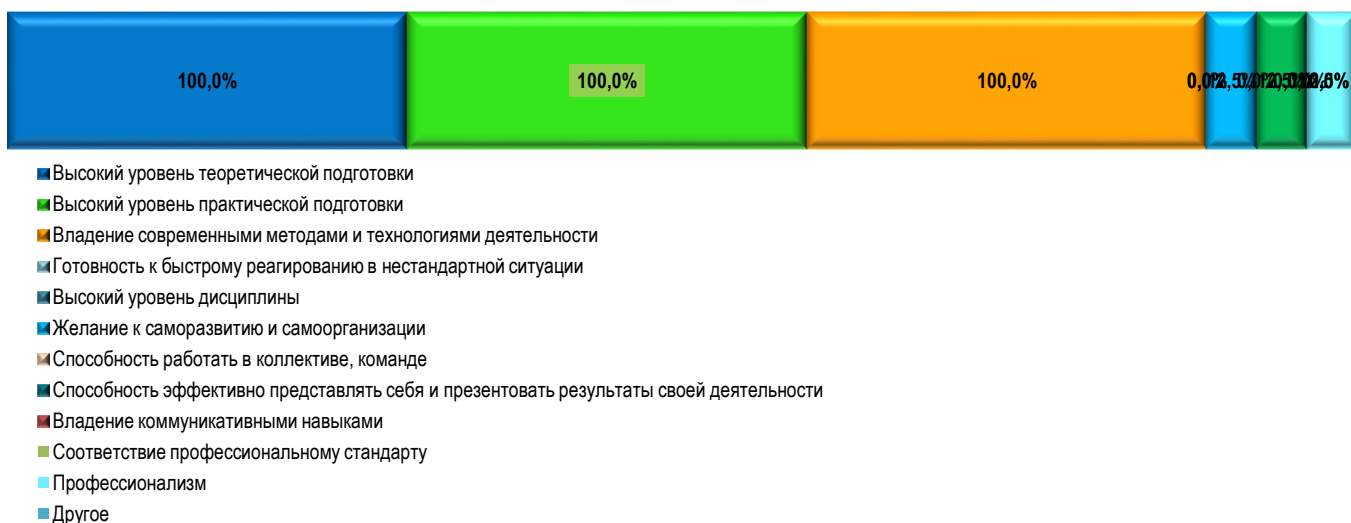 100,0%
100,0%
100,0%
Высокий уровень теоретической подготовки
Высокий уровень практической подготовки
Владение современными методами и технологиями деятельности
Готовность к быстрому реагированию в нестандартной ситуации
Высокий уровень дисциплины
Желание к саморазвитию и самоорганизации
Способность работать в коллективе, команде
Способность эффективно представлять себя и презентовать результаты своей деятельности
Владение коммуникативными навыками
Соответствие профессиональному стандарту
Профессионализм
Другое